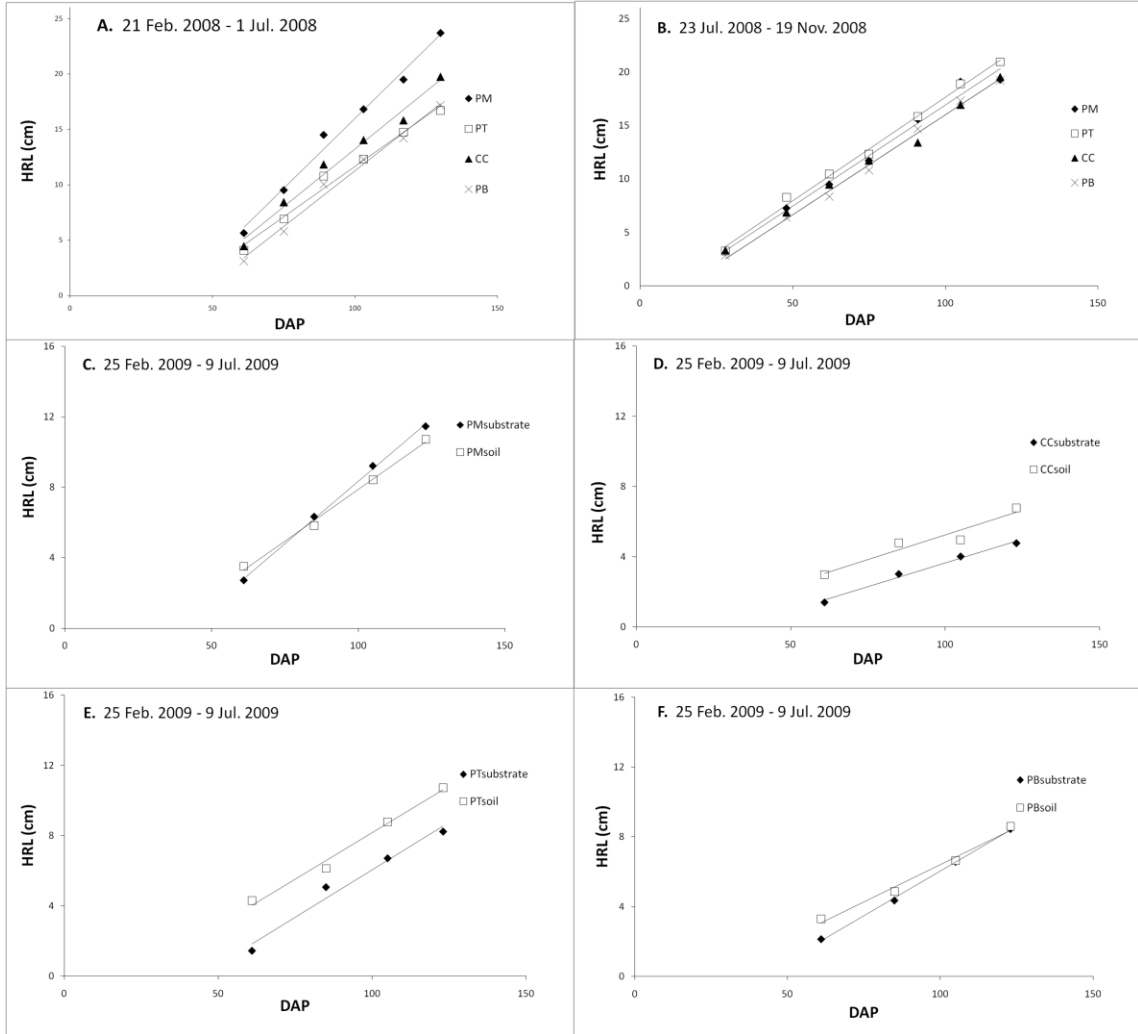 A. 21 Feb. 2008 - 1 Jul. 2008
HRL (cm)
25
20
15
10
5
0
0
50
100
150
DAP
PM
PT
CC
PB
B. 23 Jul. 2008 - 19 Nov. 2008
HRL (cm)
25
20
15
10
5
0
0
50
100
150
DAP
PM
PT
CC
PB
C. 25 Feb. 2009 - 9 Jul. 2009
HRL (cm)
16
12
8
4
0
0
50
100
150
DAP
PMsubstrate
PMsoil
D. 25 Feb. 2009 - 9 Jul. 2009
HRL (cm)
16
12
8
4
0
0
50
100
150
DAP
CCsubstrate
CCsoil
E. 25 Feb. 2009 - 9 Jul. 2009
HRL (cm)
16
12
8
4
0
0
50
100
150
DAP
PTsubstrate
PTsoil
F. 25 Feb. 2009 - 9 Jul. 2009
HRL (cm)
16
12
8
4
0
0
50
100
150
DAP
PBsubstrate
PBsoil